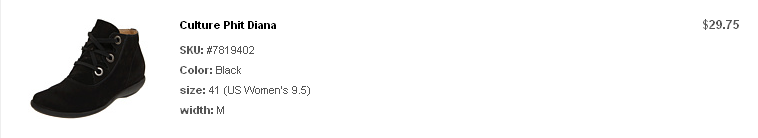 Culture Phit Diana $29.75
SKU: #7819402
Color: Black
size: 41 (US Women's 9.5)
width: M